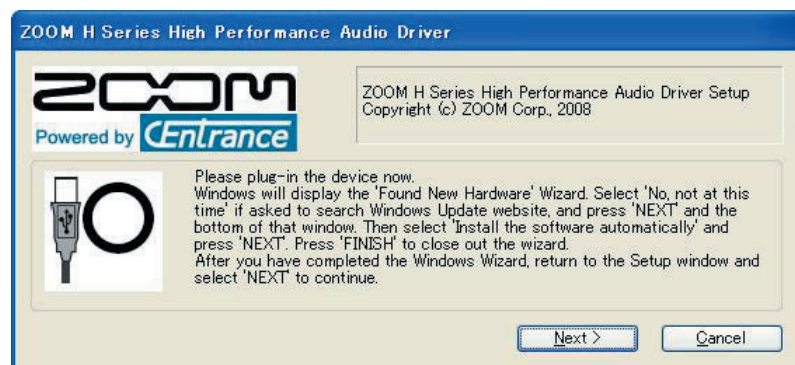 ZOOM H Series High Performance Audio Driver
ZOOM
Powered by CEntrance
ZOOM H Series High Performance Audio Driver Setup
Copyright (c) ZOOM Corp., 2008
Please plug-in the device now.
Windows will display the 'Found New Hardware' Wizard. Select 'No, not at this
time' if asked to search Windows Update website, and press 'NEXT' and the
bottom of that window. Then select 'Install the software automatically' and
press 'NEXT'. Press 'FINISH' to close out the wizard.
After you have completed the Windows Wizard, return to the Setup window and
select 'NEXT' to continue.
Next >
Cancel